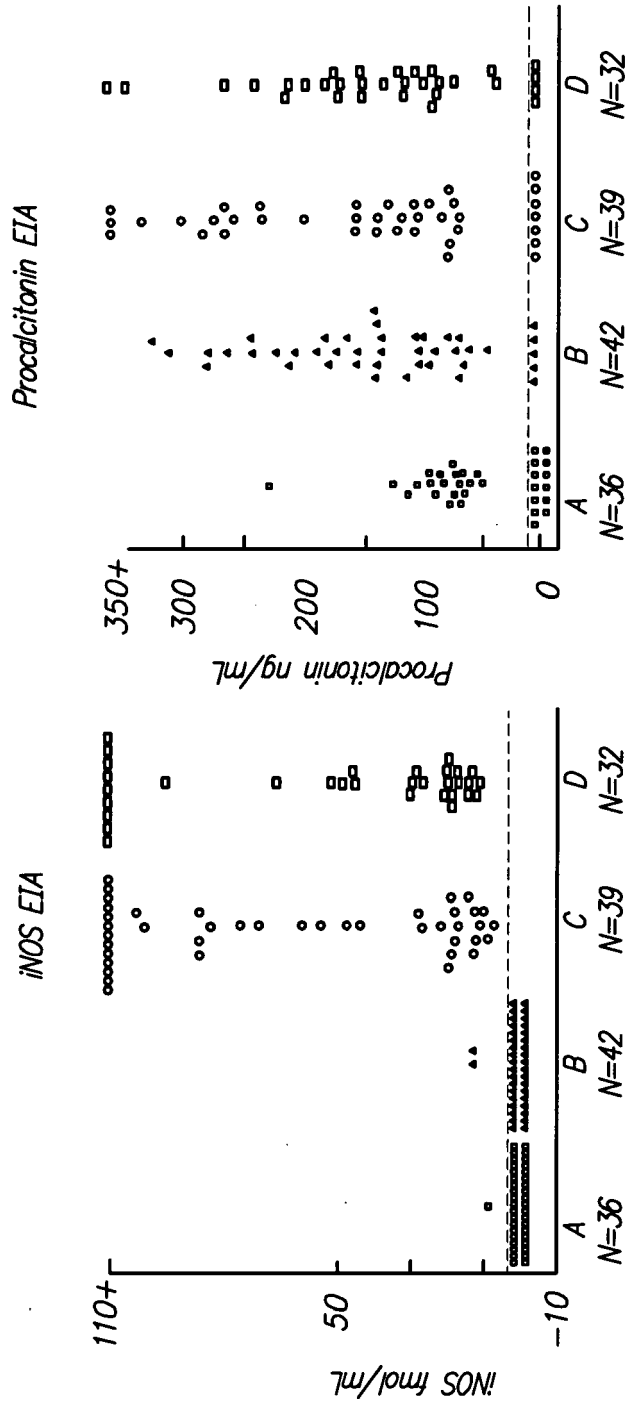 iNOS EIA
iNOS fmol/mL
110+
50
-10
A B C D
N=36 N=42 N=39 N=32
Procalcitonin EIA
Procalcitonin ng/mL
350+
300
200
100
0
A B C D
N=36 N=42 N=39 N=32